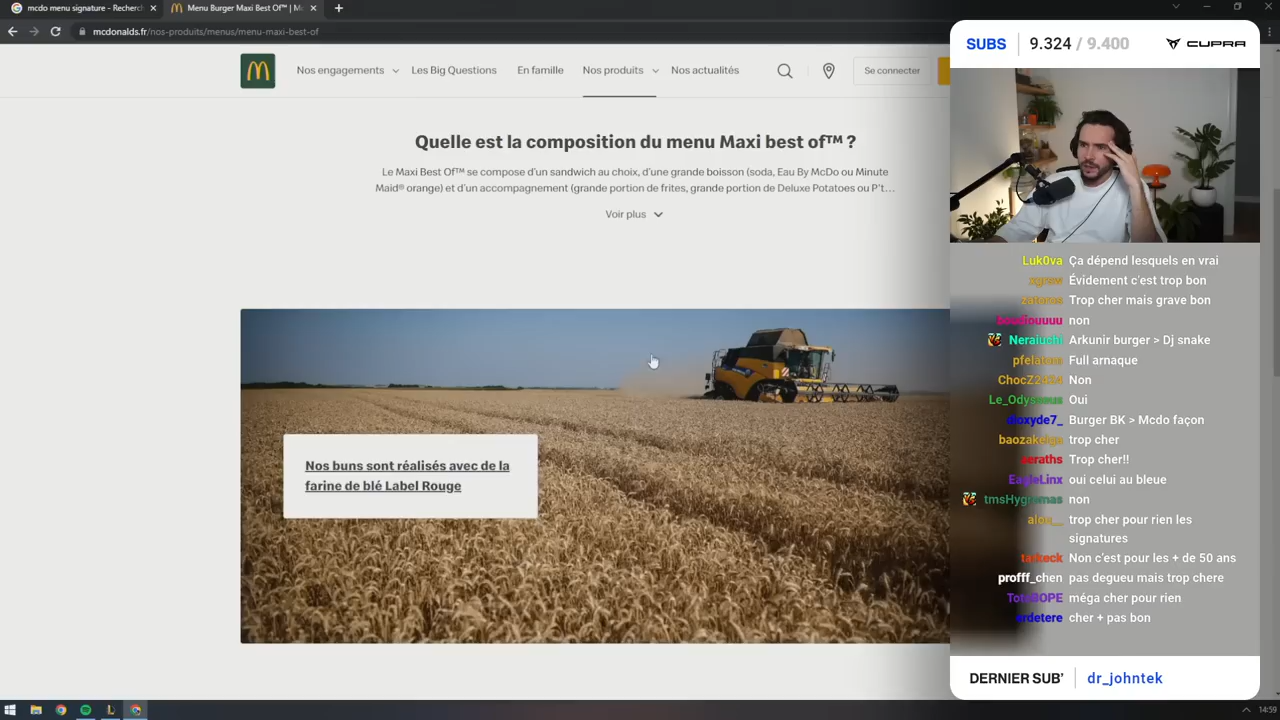 mcdo menu signature - Recherch
Menu Burger Maxi Best Of™ | M
mcdonalds.fr/nos-produits/menus/menu-maxi-best-of
Nos engagements
Les Big Questions
En famille
Nos produits
Nos actualités
Se connecter
Quelle est la composition du menu Maxi best of™ ?
Le Maxi Best Of™ se compose d'un sandwich au choix, d'une grande boisson (soda, Eau By McDo ou Minute
Maid® orange) et d'un accompagnement (grande portion de frites, grande portion de Deluxe Potatoes ou P't…
Voir plus
Nos buns sont réalisés avec de la
farine de blé Label Rouge
SUBS 9.324 / 9.400 CUPRA
Luk0va Ça dépend lesquels en vrai
Évidement c'est trop bon
Trop cher mais grave bon
non
Neraiuchi Arkunir burger > Dj snake
Full arnaque
Non
Le_Odysseus Oui
dioxyde7_ Burger BK > Mcdo façon
trop cher
Trop cher!!
EagleLinx oui celui au bleue
non
trop cher pour rien les
signatures
Non c'est pour les + de 50 ans
profff_chen pas degueu mais trop chere
méga cher pour rien
ardetere cher + pas bon
DERNIER SUB' dr_johntek
14:59